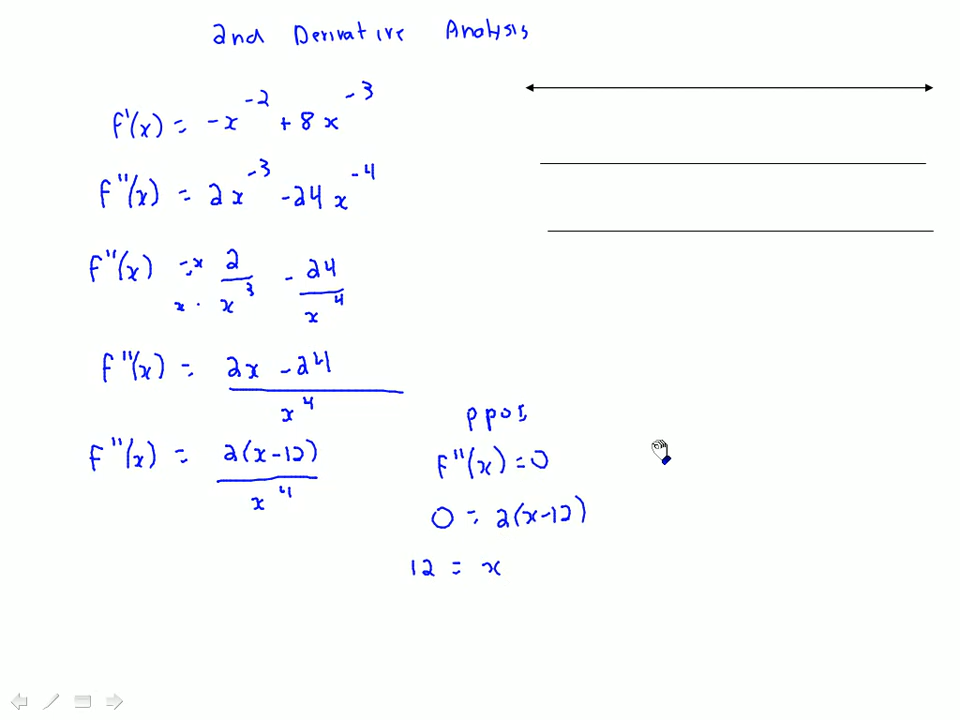 2nd Derivative Analysis
f'(x) = -x^-2 + 8x^-3
f''(x) = 2x^-3 - 24x^-4
f''(x) = x 2/x · x^3 - 24/x^4
f''(x) = 2x - 24/x^4
f''(x) = 2(x-12)/x^4
PPOI
f''(x) = 0
0 = 2(x-12)
12 = x